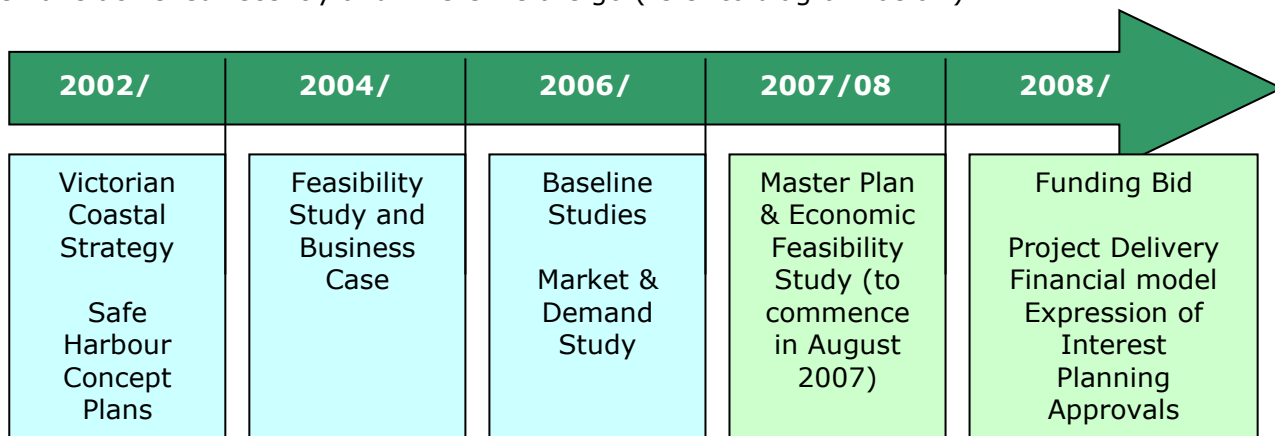 2002/
2004/
2006/
2007/08
2008/
Victorian
Coastal
Strategy
Safe
Harbour
Concept
Plans
Feasibility
Study and
Business
Case
Baseline
Studies
Market &
Demand
Study
Master Plan
& Economic
Feasibility
Study (to
commence
in August
2007)
Funding Bid
Project Delivery
Financial model
Expression of
Interest
Planning
Approvals